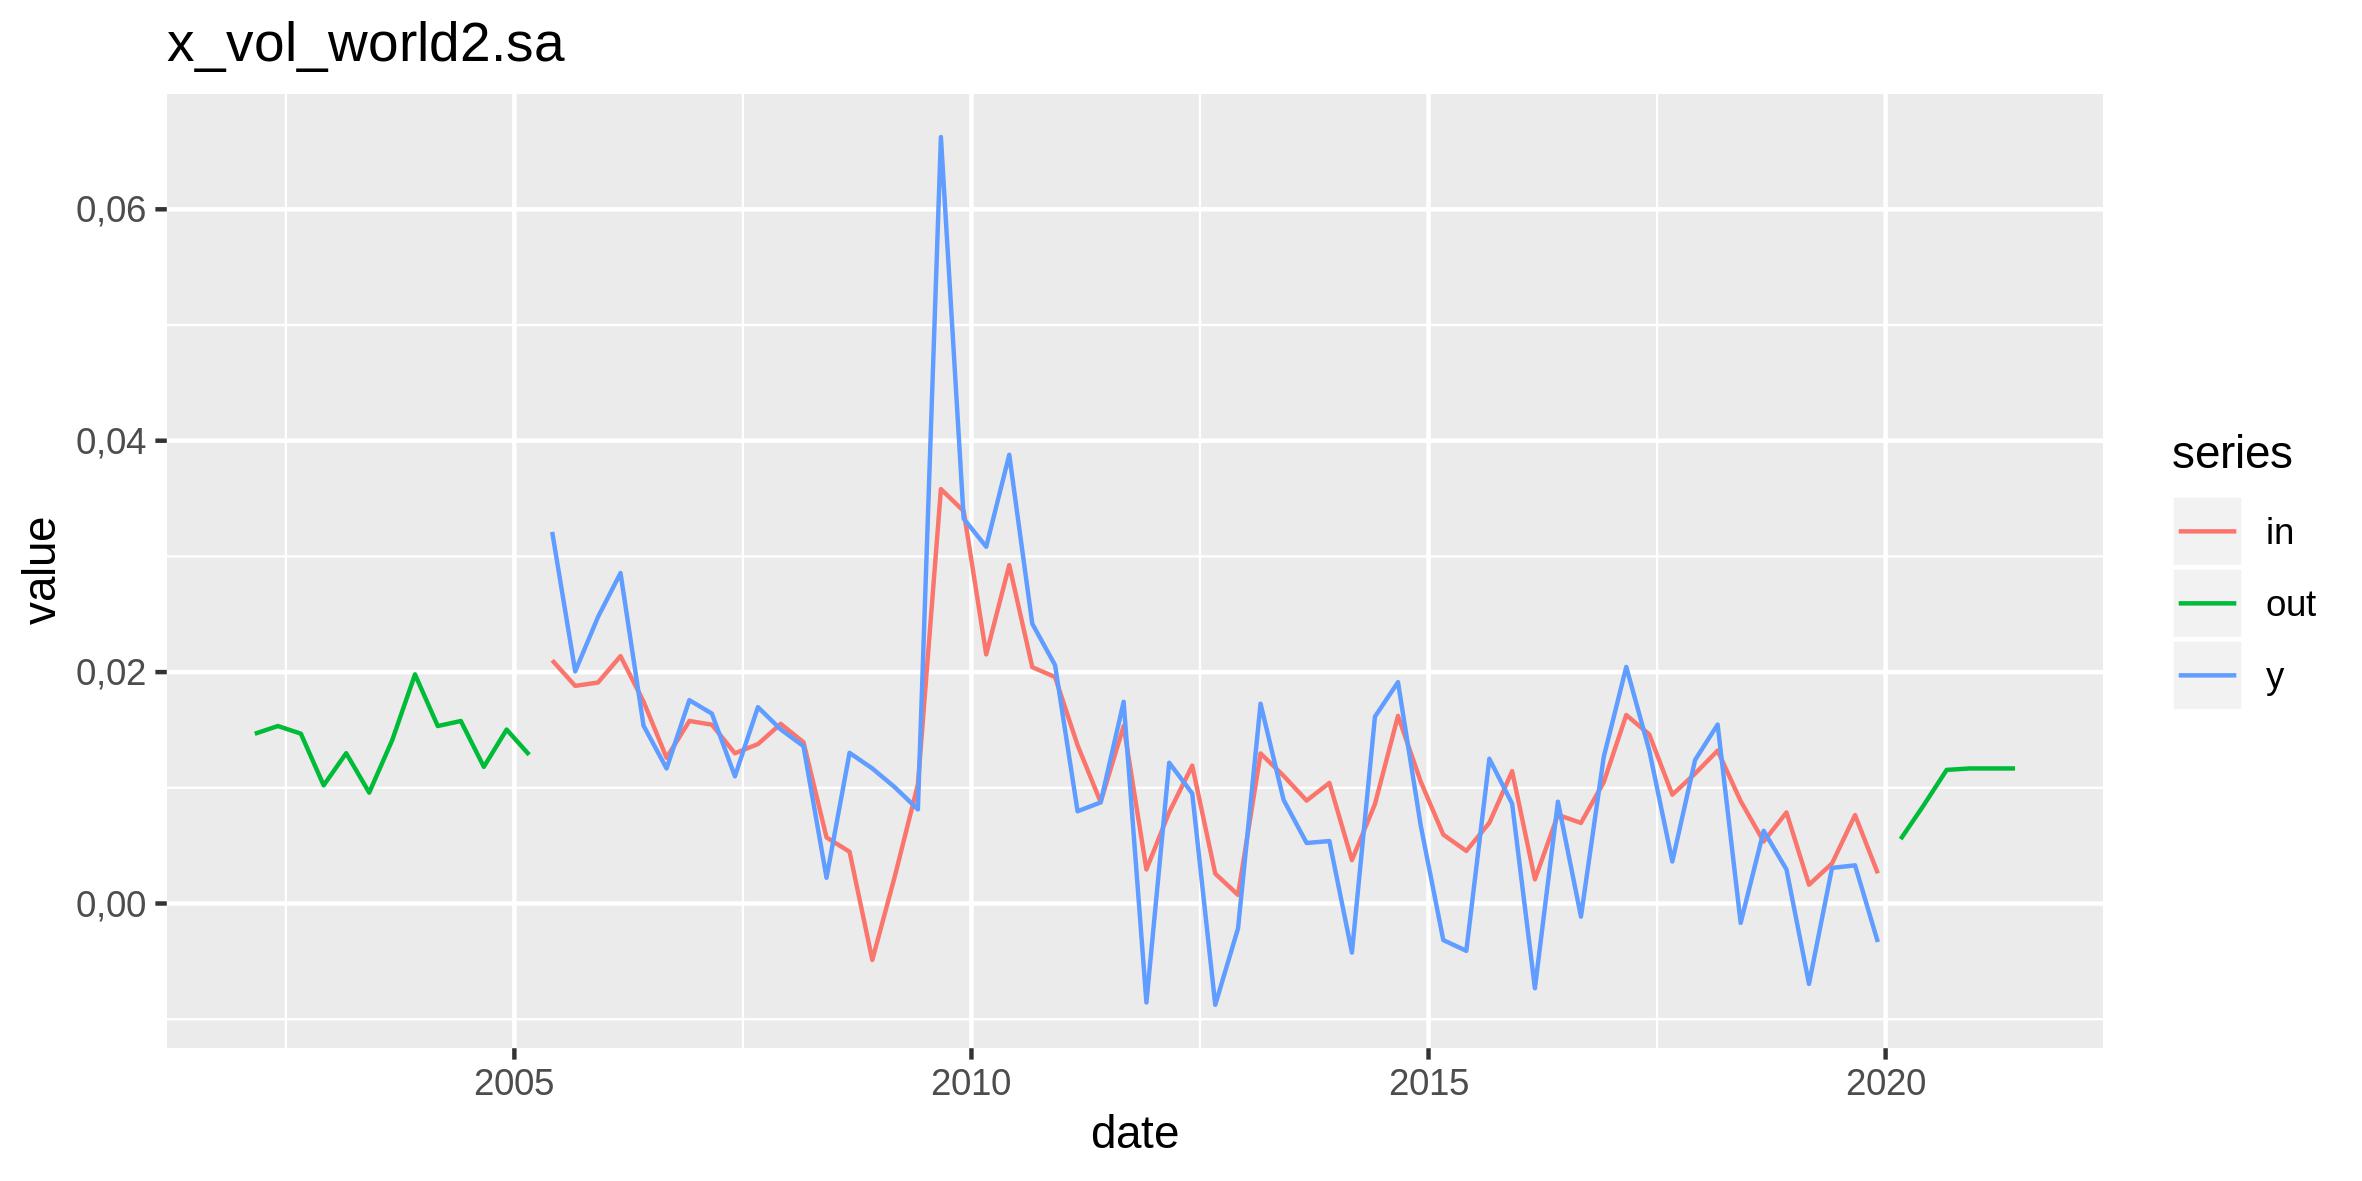 x_vol_world2.sa
0,06
0,04
0,02
0,00
value
2005 2010 2015 2020
date
series
in
out
y